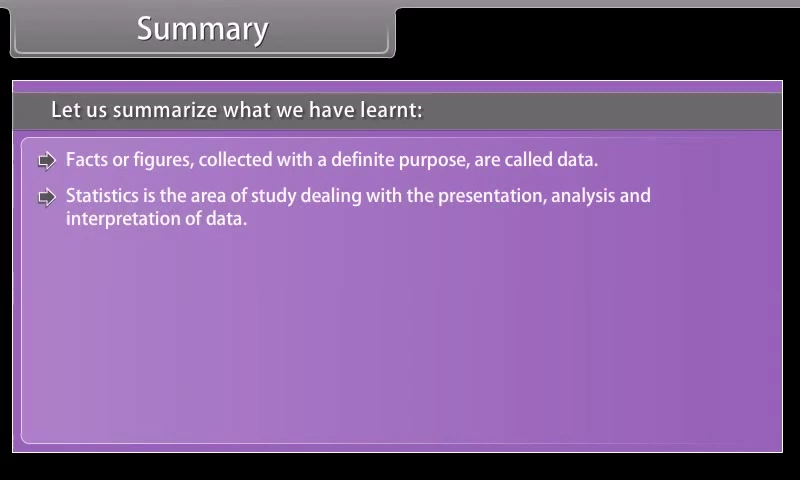 Summary
Let us summarize what we have learnt:
Facts or figures, collected with a definite purpose, are called data.
Statistics is the area of study dealing with the presentation, analysis and
interpretation of data.